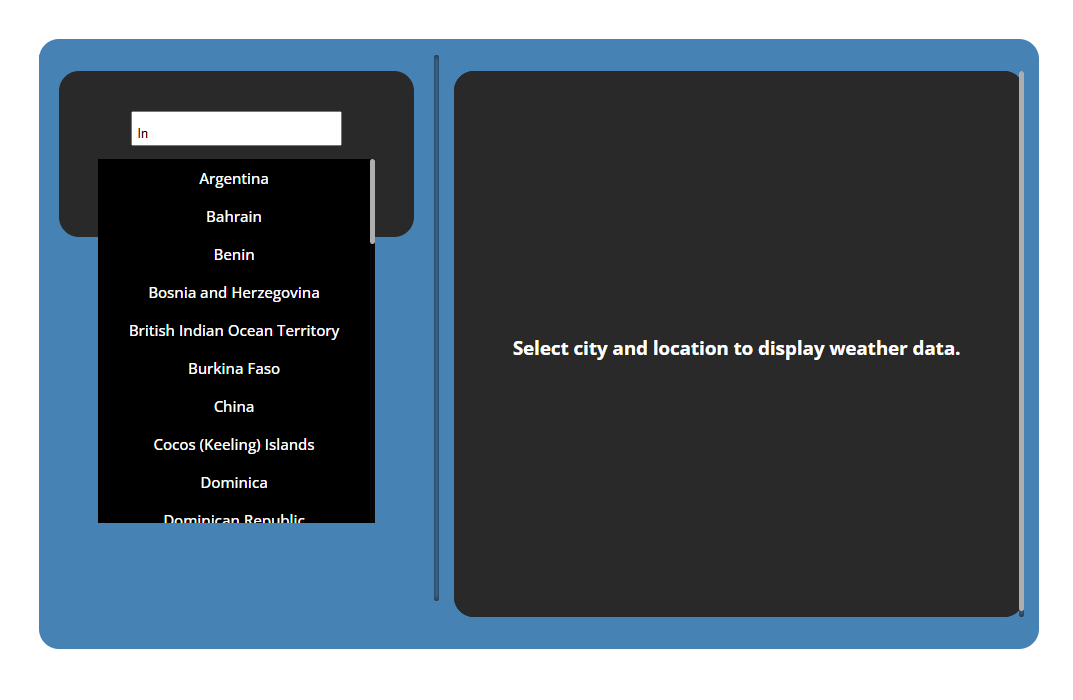 In
Argentina
Bahrain
Benin
Bosnia and Herzegovina
British Indian Ocean Territory
Burkina Faso
China
Cocos (Keeling) Islands
Dominica
Dominican Republic
Select city and location to display weather data.